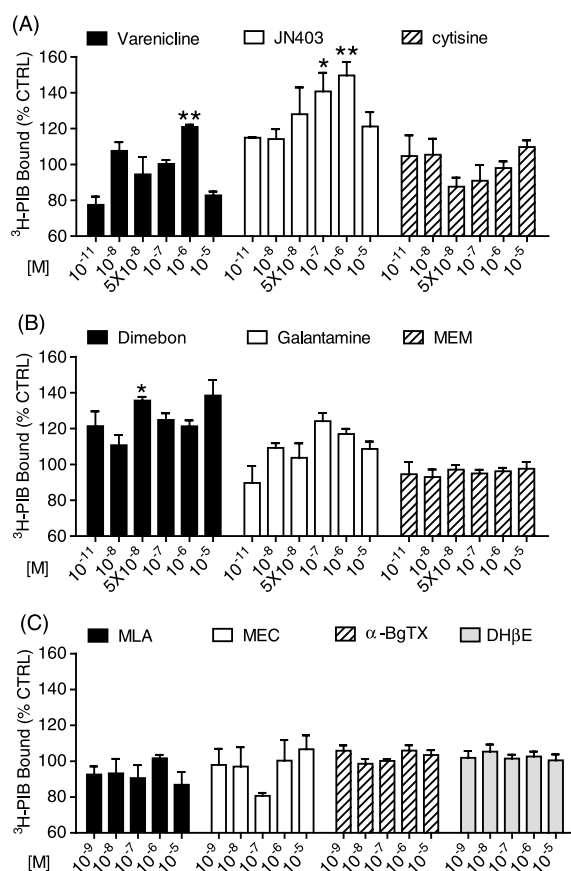 (A)
Varenicline JN403 cytisine
³H-PIB Bound (% CTRL)
160
140
120
100
80
60
** * **
[M] 10⁻¹¹ 10⁻⁸ 5X10⁻⁸ 10⁻⁷ 10⁻⁶ 10⁻⁵ 10⁻¹¹ 10⁻⁸ 5X10⁻⁸ 10⁻⁷ 10⁻⁶ 10⁻⁵ 10⁻¹¹ 10⁻⁸ 5X10⁻⁸ 10⁻⁷ 10⁻⁶ 10⁻⁵
(B)
Dimebon Galantamine MEM
³H-PIB Bound (% CTRL)
160
140
120
100
80
60
*
[M] 10⁻¹¹ 10⁻⁸ 5X10⁻⁸ 10⁻⁷ 10⁻⁶ 10⁻⁵ 10⁻¹¹ 10⁻⁸ 5X10⁻⁸ 10⁻⁷ 10⁻⁶ 10⁻⁵ 10⁻¹¹ 10⁻⁸ 5X10⁻⁸ 10⁻⁷ 10⁻⁶ 10⁻⁵
(C)
MLA MEC α-BgTX DHβE
³H-PIB Bound (% CTRL)
160
140
120
100
80
60
[M] 10⁻⁹ 10⁻⁸ 10⁻⁷ 10⁻⁶ 10⁻⁵ 10⁻⁹ 10⁻⁸ 10⁻⁷ 10⁻⁶ 10⁻⁵ 10⁻⁹ 10⁻⁸ 10⁻⁷ 10⁻⁶ 10⁻⁵ 10⁻⁹ 10⁻⁸ 10⁻⁷ 10⁻⁶ 10⁻⁵